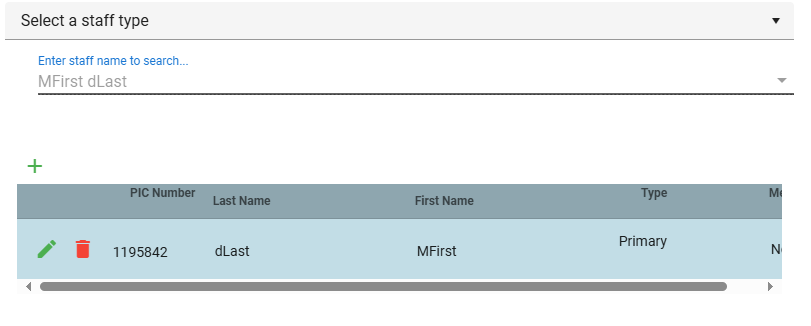 Select a staff type
Enter staff name to search...
MFirst dLast
PIC Number Last Name First Name Type
1195842 dLast MFirst Primary